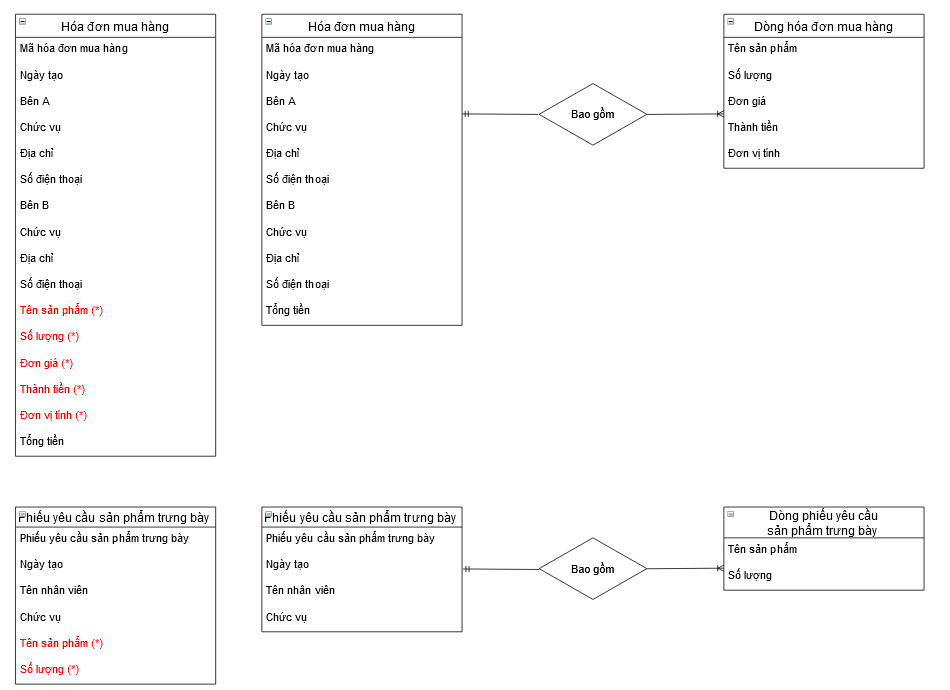 Hóa đơn mua hàng
Mã hóa đơn mua hàng
Ngày tạo
Bên A
Chức vụ
Địa chỉ
Số điện thoại
Bên B
Chức vụ
Địa chỉ
Số điện thoại
Tên sản phẩm (*)
Số lượng (*)
Đơn giá (*)
Thành tiền (*)
Đơn vị tính (*)
Tổng tiền
Hóa đơn mua hàng
Mã hóa đơn mua hàng
Ngày tạo
Bên A
Chức vụ
Địa chỉ
Số điện thoại
Bên B
Chức vụ
Địa chỉ
Số điện thoại
Tổng tiền
Bao gồm
Dòng hóa đơn mua hàng
Tên sản phẩm
Số lượng
Đơn giá
Thành tiền
Đơn vị tính
Phiếu yêu cầu sản phẩm trưng bày
Phiếu yêu cầu sản phẩm trưng bày
Ngày tạo
Tên nhân viên
Chức vụ
Tên sản phẩm (*)
Số lượng (*)
Phiếu yêu cầu sản phẩm trưng bày
Phiếu yêu cầu sản phẩm trưng bày
Ngày tạo
Tên nhân viên
Chức vụ
Bao gồm
Dòng phiếu yêu cầu
sản phẩm trưng bày
Tên sản phẩm
Số lượng